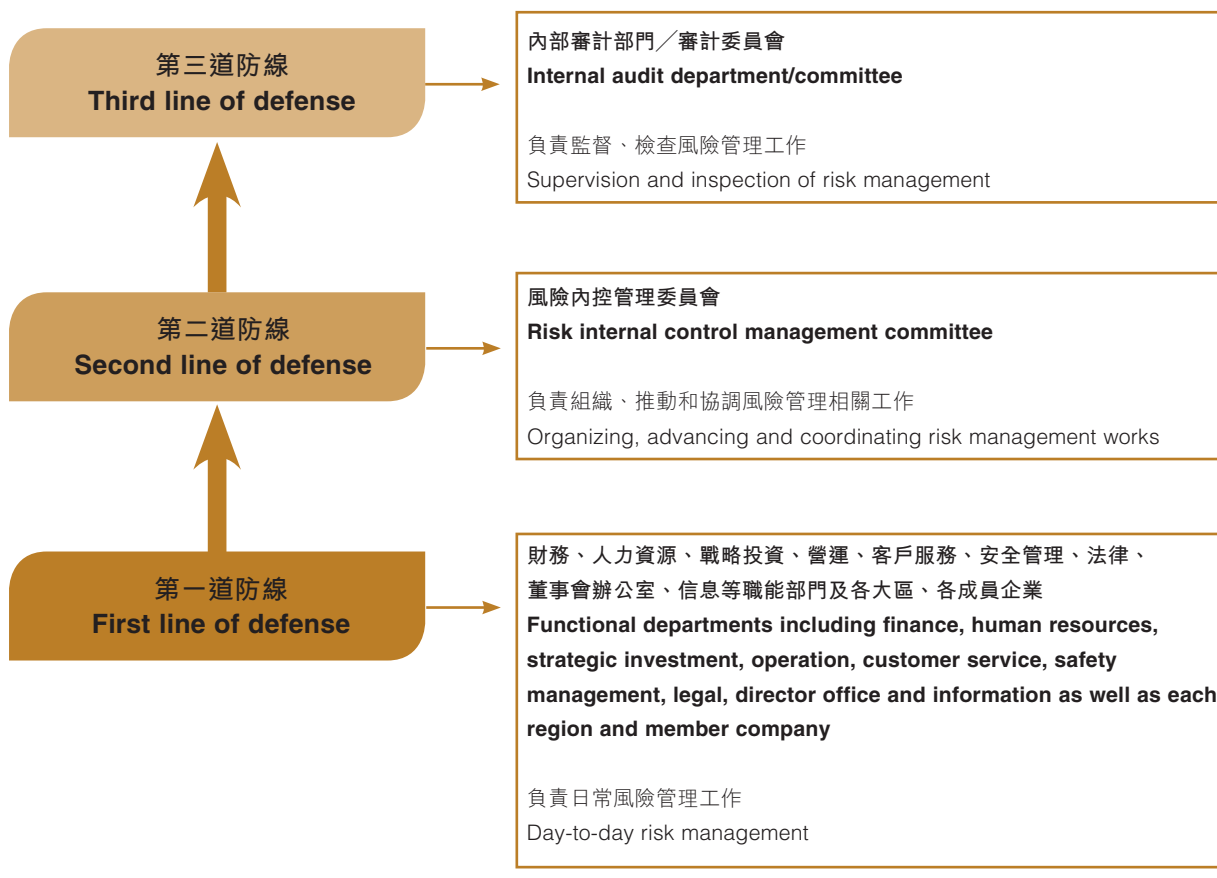 第三道防線
Third line of defense
內部審計部門╱審計委員會
Internal audit department/committee
負責監督、檢查風險管理工作
Supervision and inspection of risk management
第二道防線
Second line of defense
風險內控管理委員會
Risk internal control management committee
負責組織、推動和協調風險管理相關工作
Organizing, advancing and coordinating risk management works
第一道防線
First line of defense
財務、人力資源、戰略投資、營運、客戶服務、安全管理、法律、
董事會辦公室、信息等職能部門及各大區、各成員企業
Functional departments including finance, human resources,
strategic investment, operation, customer service, safety
management, legal, director office and information as well as each
region and member company
負責日常風險管理工作
Day-to-day risk management